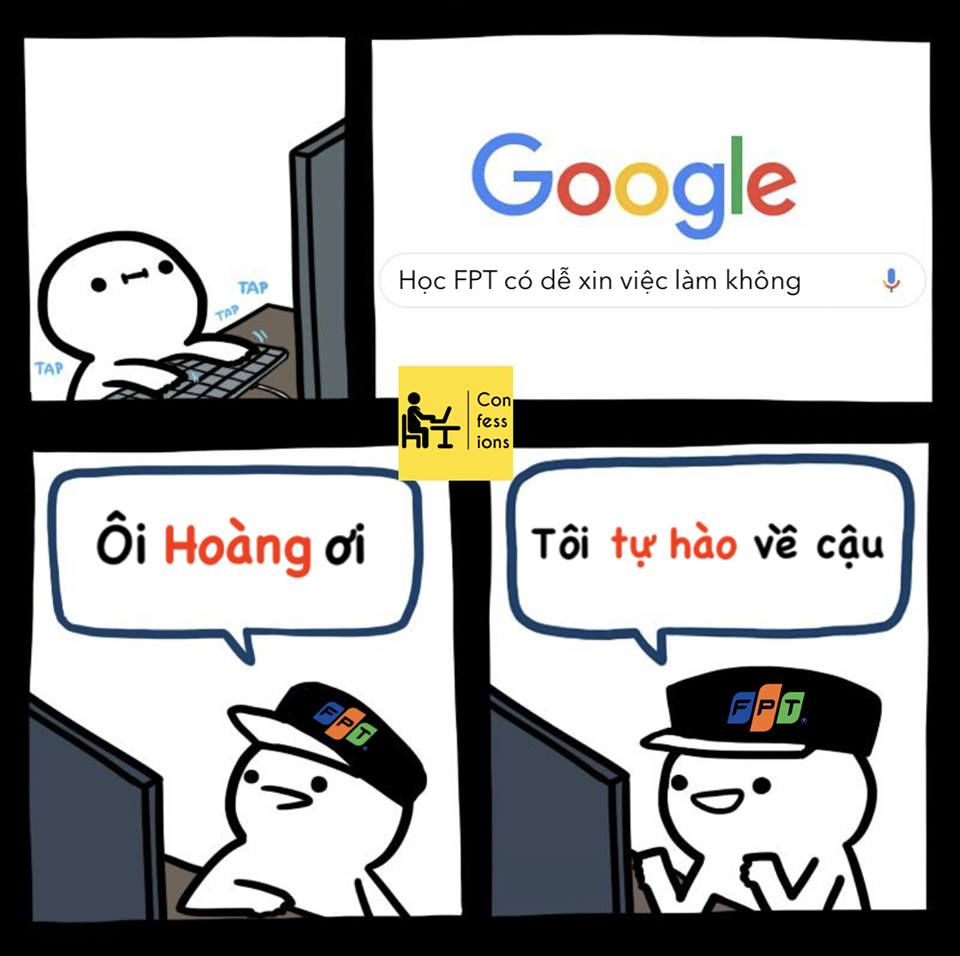 TAP
TAP
TAP
Google
Học FPT có dễ xin việc làm không
Con
fess
ions
Ôi Hoàng ơi
Tôi tự hào về cậu
FPT
FPT